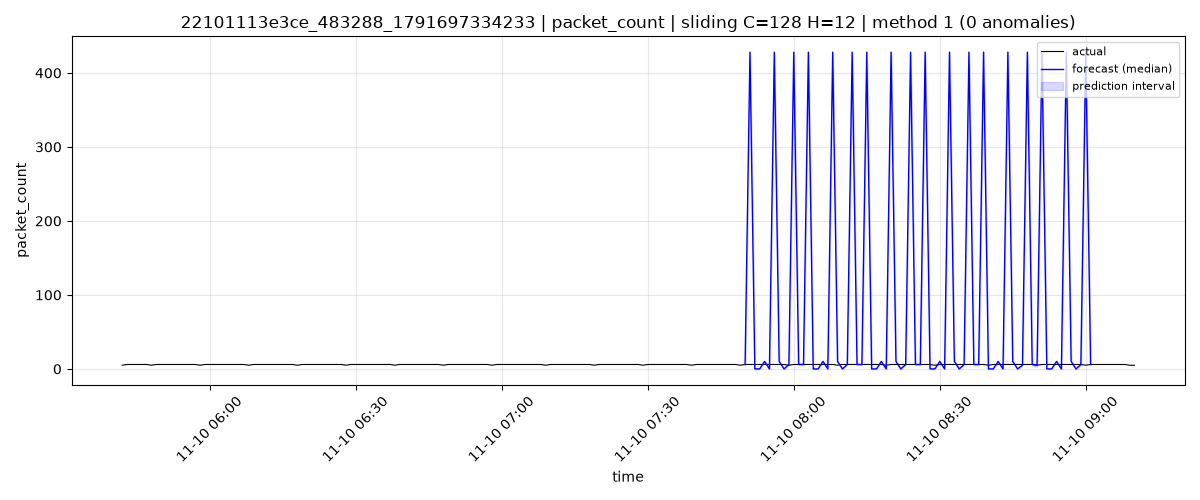 22101113e3ce_483288_1791697334233 | packet_count | sliding C=128 H=12 | method 1 (0 anomalies)
actual
forecast (median)
prediction interval
packet_count
400
300
200
100
0
11-10 06:00
11-10 06:30
11-10 07:00
11-10 07:30
11-10 08:00
11-10 08:30
11-10 09:00
time